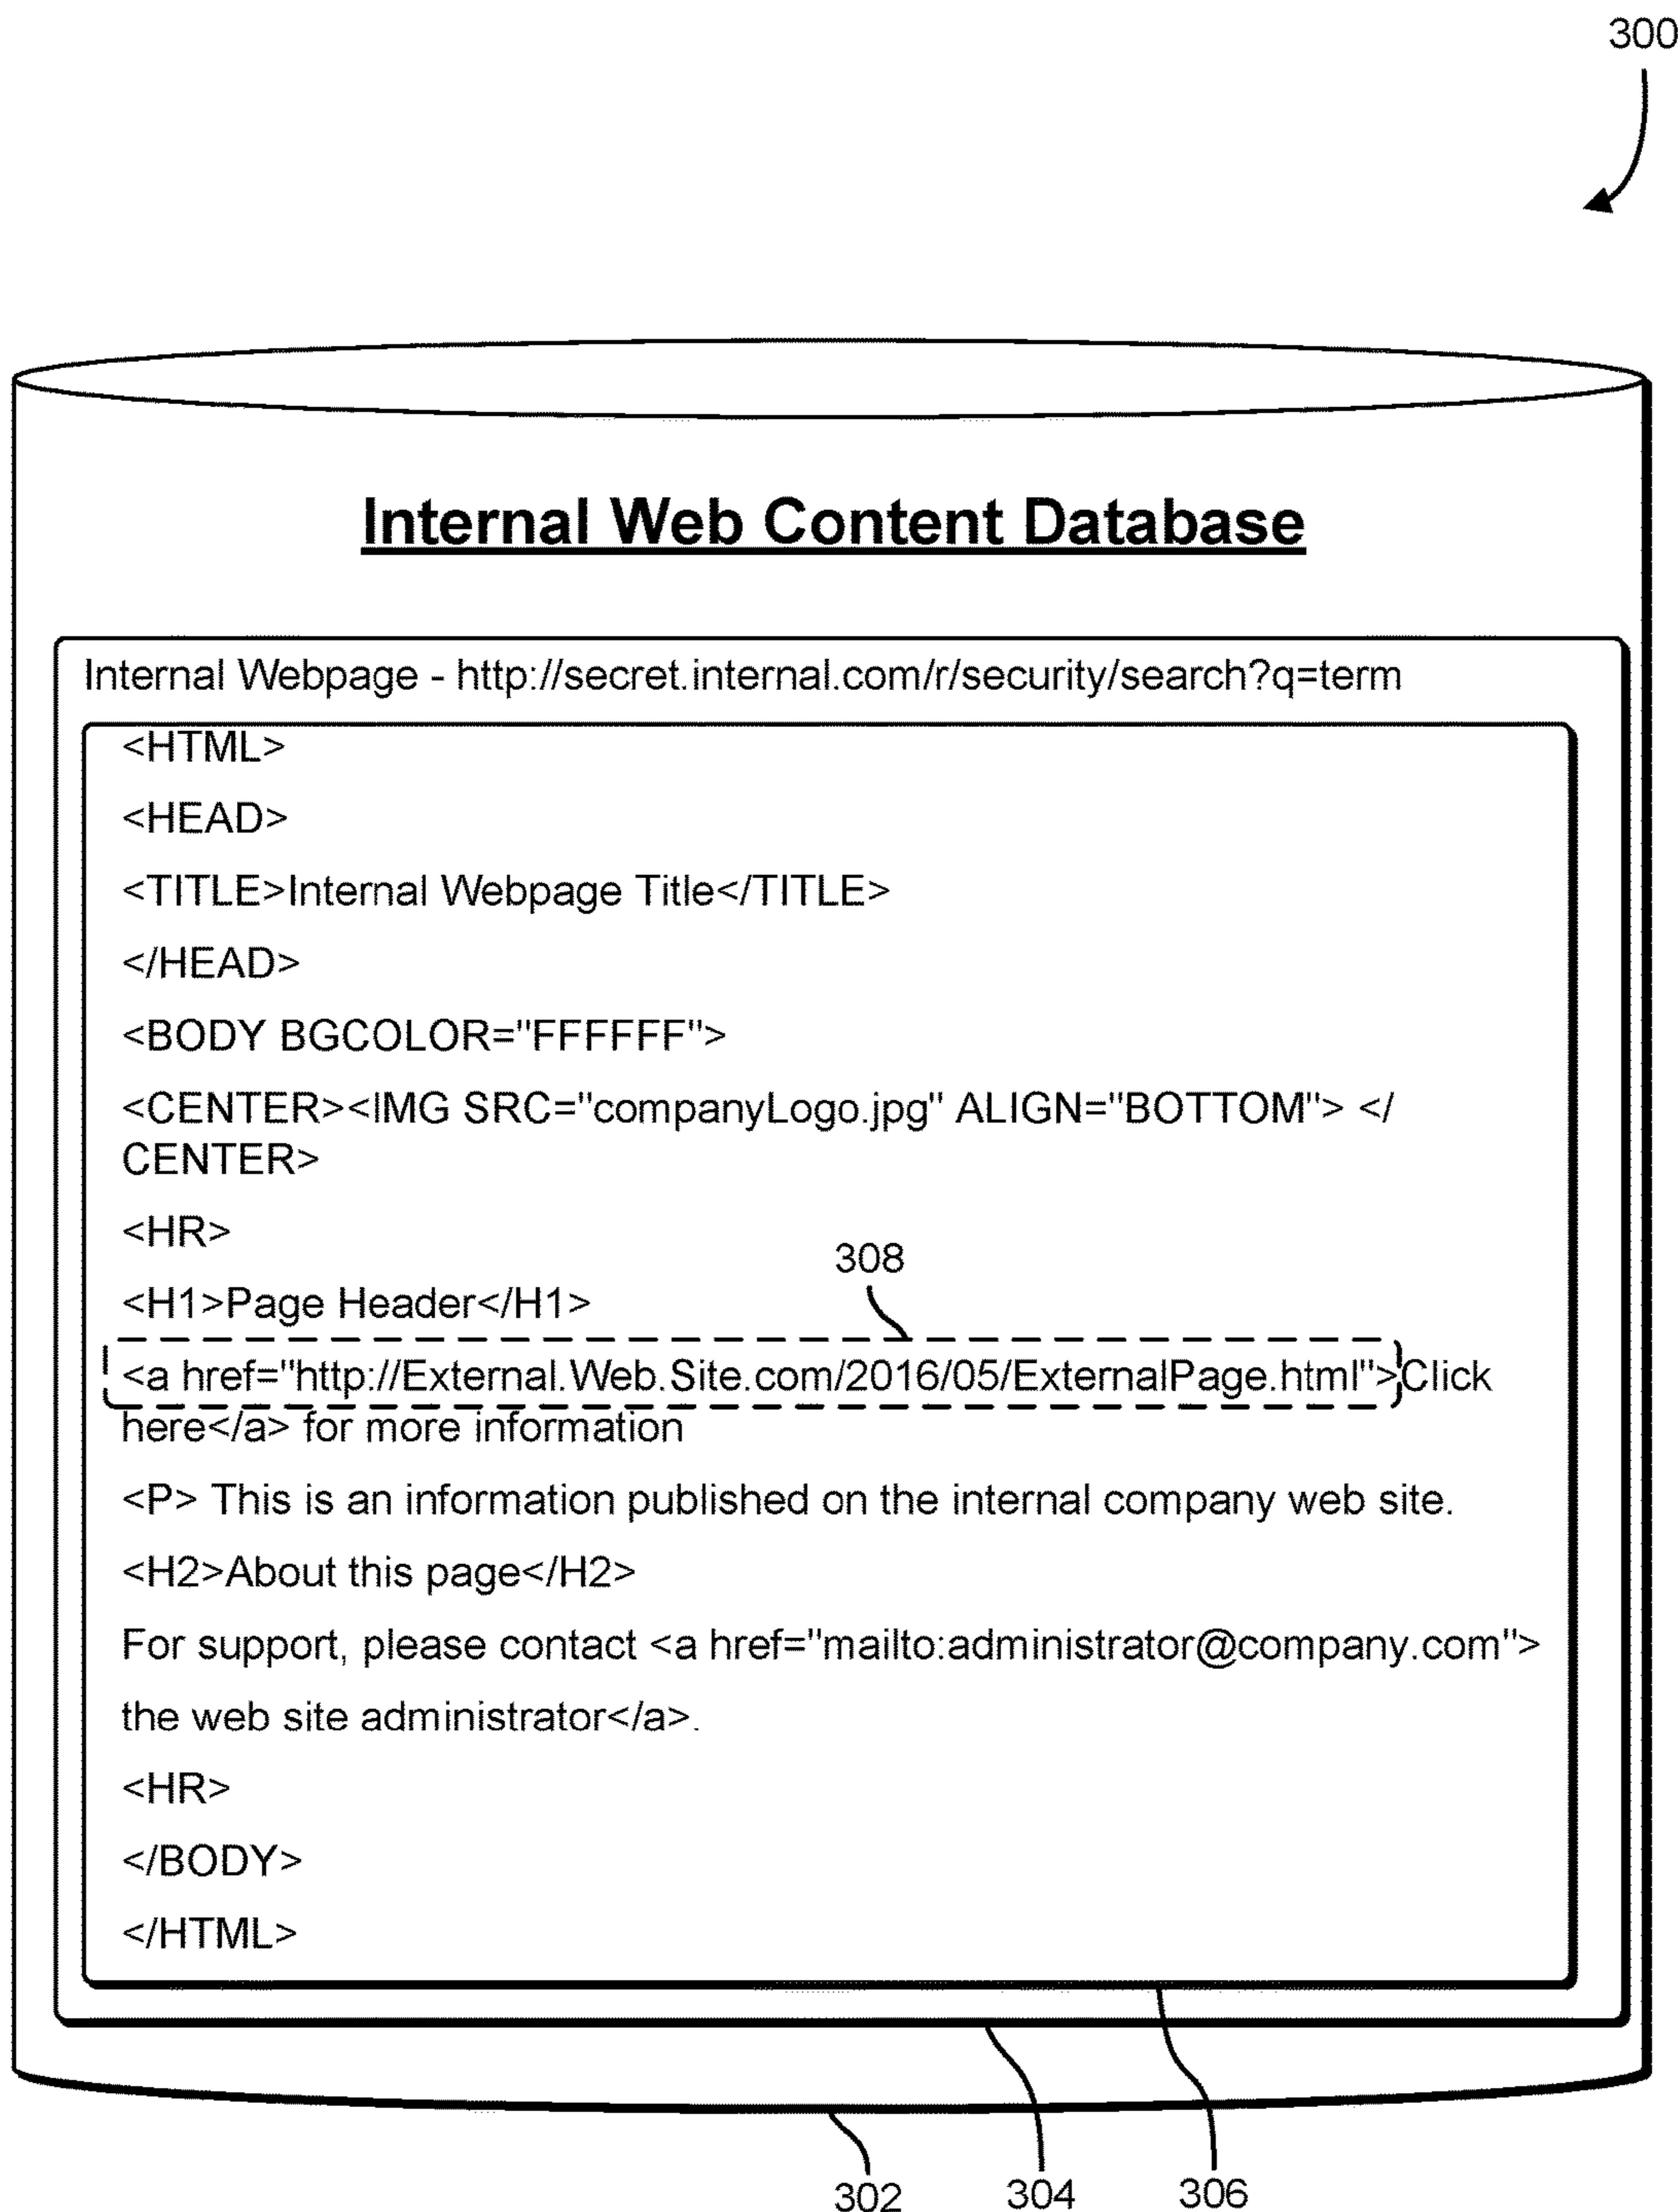 300
Internal Web Content Database
Internal Webpage - http://secret.internal.com/r/security/search?q=term
<HTML>
<HEAD>
<TITLE>Internal Webpage Title</TITLE>
</HEAD>
<BODY BGCOLOR="FFFFFF">
<CENTER><IMG SRC="companyLogo.jpg" ALIGN="BOTTOM"> </
CENTER>
<HR>
308
<H1>Page Header</H1>
<a href="http://External.Web.Site.com/2016/05/ExternalPage.html">Click
here</a> for more information
<P> This is an information published on the internal company web site.
<H2>About this page</H2>
For support, please contact <a href="mailto:administrator@company.com">
the web site administrator</a>.
<HR>
</BODY>
</HTML>
302 304 306